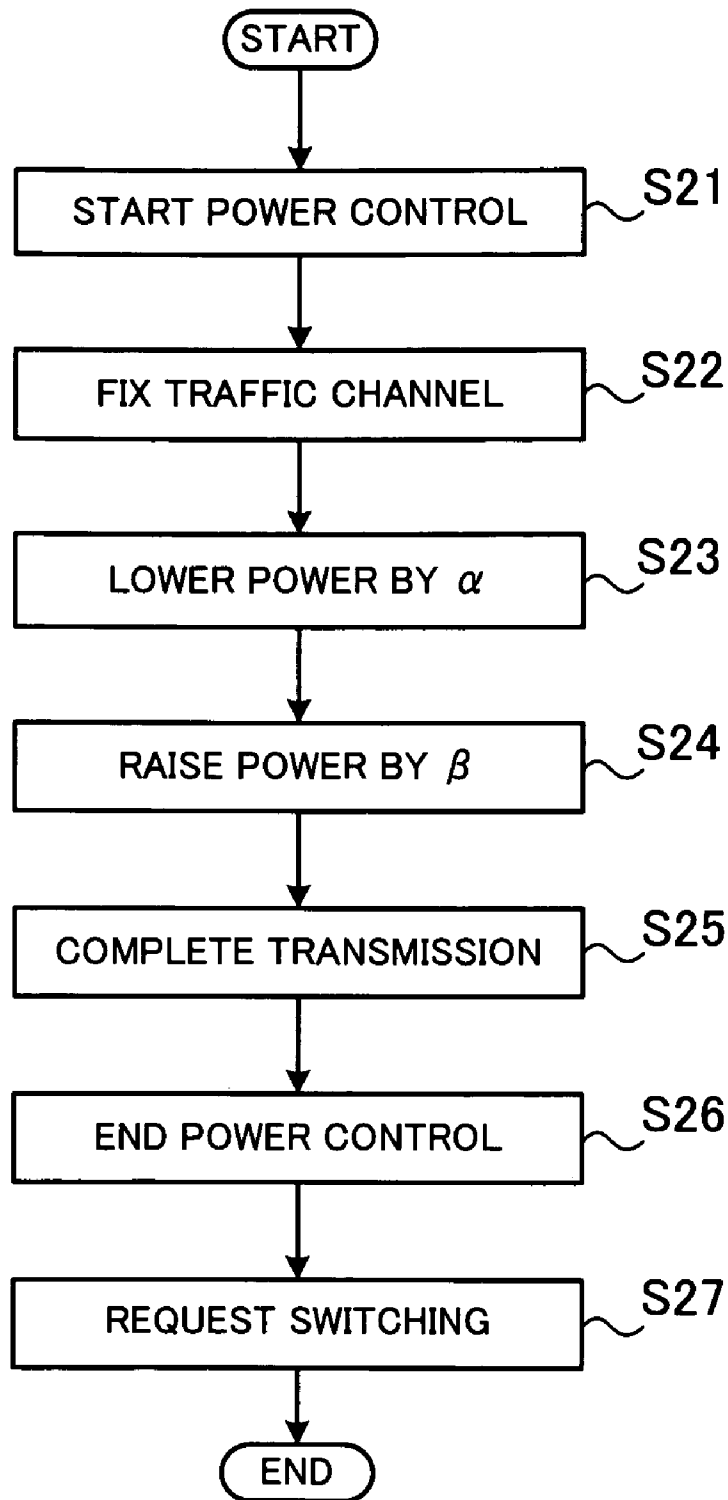 START
START POWER CONTROL
S21
FIX TRAFFIC CHANNEL
S22
LOWER POWER BY α
S23
RAISE POWER BY β
S24
COMPLETE TRANSMISSION
S25
END POWER CONTROL
S26
REQUEST SWITCHING
S27
END